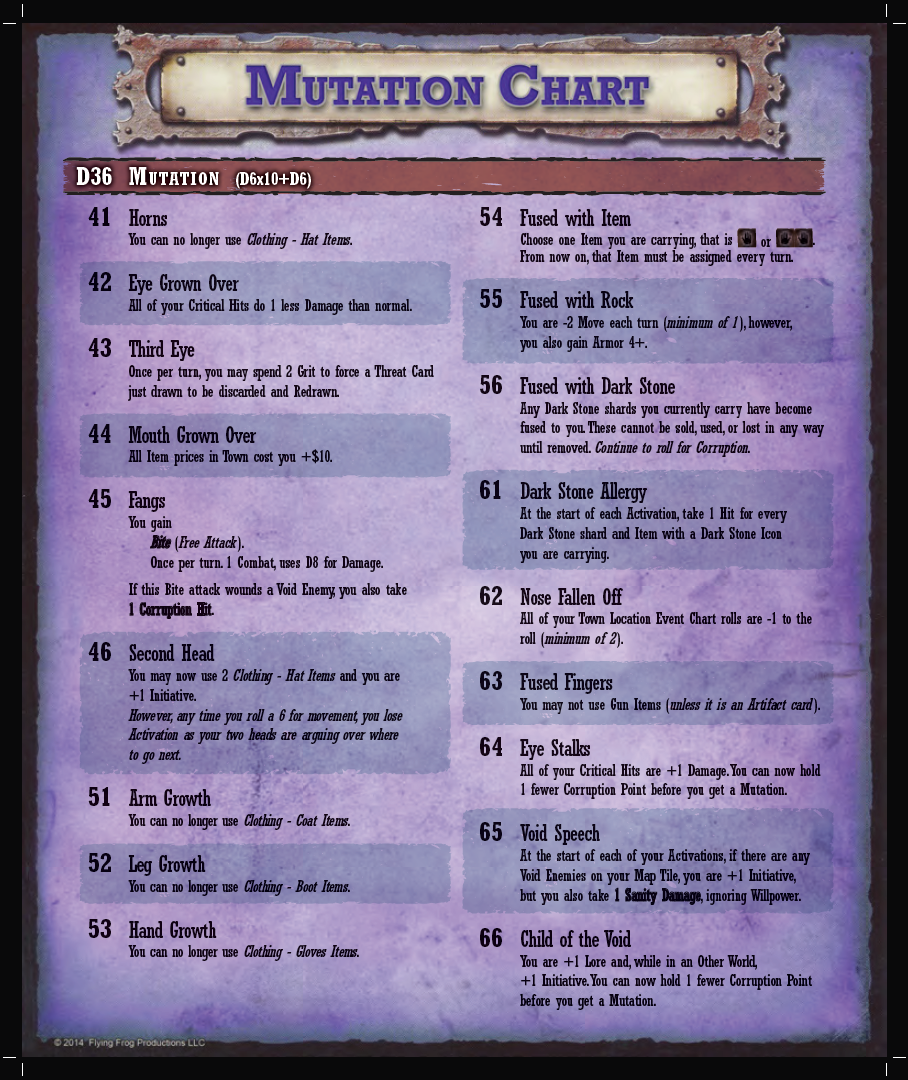 MUTATION CHART
D36 MUTATION (D6x10+D6)
41 Horns
You can no longer use Clothing - Hat Items.
42 Eye Grown Over
All of your Critical Hits do 1 less Damage than normal.
43 Third Eye
Once per turn, you may spend 2 Grit to force a Threat Card
just drawn to be discarded and Redrawn.
44 Mouth Grown Over
All Item prices in Town cost you +$10.
45 Fangs
You gain
Bite (Free Attack).
Once per turn. 1 Combat, uses D8 for Damage.
If this Bite attack wounds a Void Enemy, you also take
1 Corruption Hit.
46 Second Head
You may now use 2 Clothing - Hat Items and you are
+1 Initiative.
However, any time you roll a 6 for movement, you lose
Activation as your two heads are arguing over where
to go next.
51 Arm Growth
You can no longer use Clothing - Coat Items.
52 Leg Growth
You can no longer use Clothing - Boot Items.
53 Hand Growth
You can no longer use Clothing - Gloves Items.
54 Fused with Item
Choose one Item you are carrying, that is or .
From now on, that Item must be assigned every turn.
55 Fused with Rock
You are -2 Move each turn (minimum of 1), however,
you also gain Armor 4+.
56 Fused with Dark Stone
Any Dark Stone shards you currently carry have become
fused to you. These cannot be sold, used, or lost in any way
until removed. Continue to roll for Corruption.
61 Dark Stone Allergy
At the start of each Activation, take 1 Hit for every
Dark Stone shard and Item with a Dark Stone Icon
you are carrying.
62 Nose Fallen Off
All of your Town Location Event Chart rolls are -1 to the
roll (minimum of 2).
63 Fused Fingers
You may not use Gun Items (unless it is an Artifact card).
64 Eye Stalks
All of your Critical Hits are +1 Damage. You can now hold
1 fewer Corruption Point before you get a Mutation.
65 Void Speech
At the start of each of your Activations, if there are any
Void Enemies on your Map Tile, you are +1 Initiative,
but you also take 1 Sanity Damage, ignoring Willpower.
66 Child of the Void
You are +1 Lore and, while in an Other World,
+1 Initiative. You can now hold 1 fewer Corruption Point
before you get a Mutation.
© 2014 Flying Frog Productions LLC